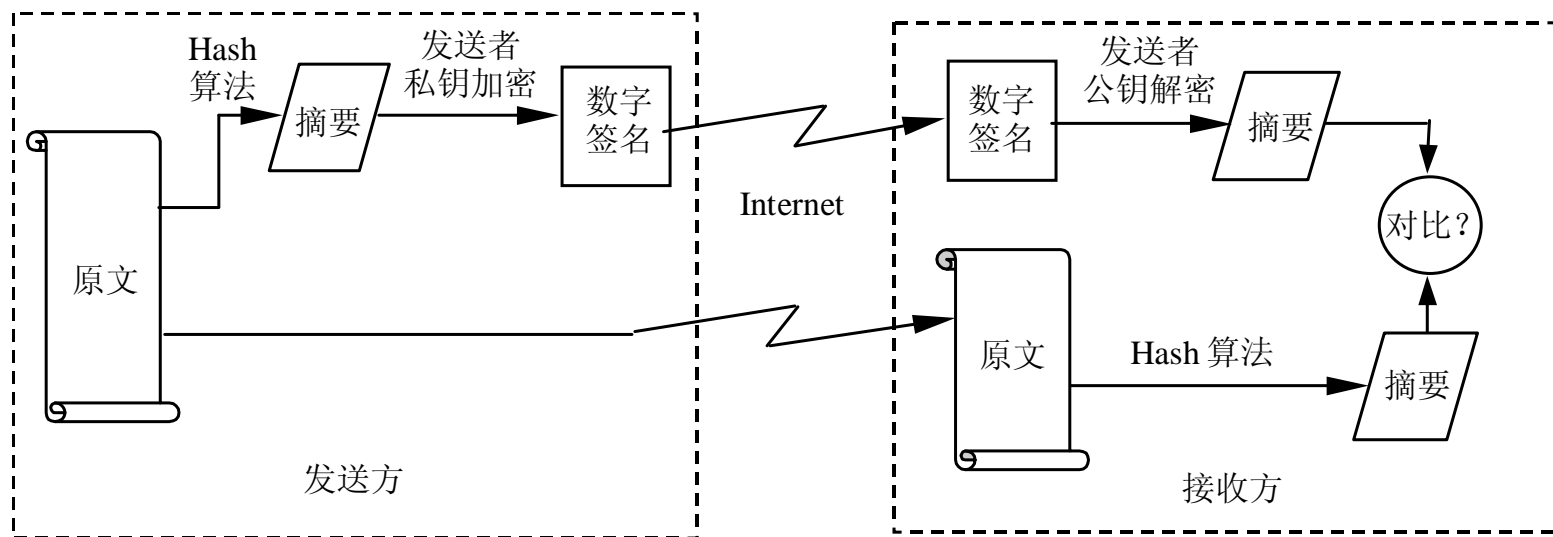 Hash
算法
摘要
发送者
私钥加密
数字
签名
原文
发送方
Internet
数字
签名
发送者
公钥解密
摘要
对比?
原文
Hash 算法
摘要
接收方